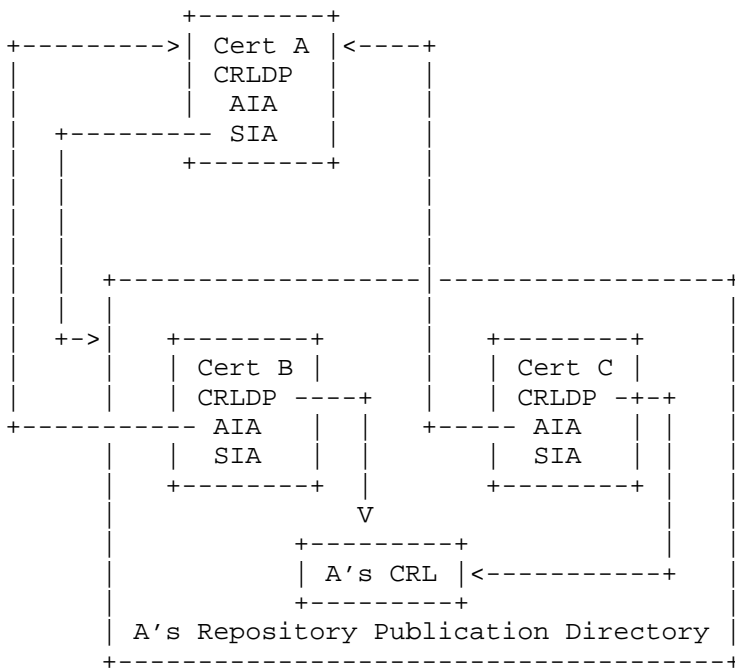 Cert A
CRLDP
AIA
SIA
Cert B Cert C
CRLDP CRLDP
AIA AIA
SIA SIA
V
A's CRL
A's Repository Publication Directory